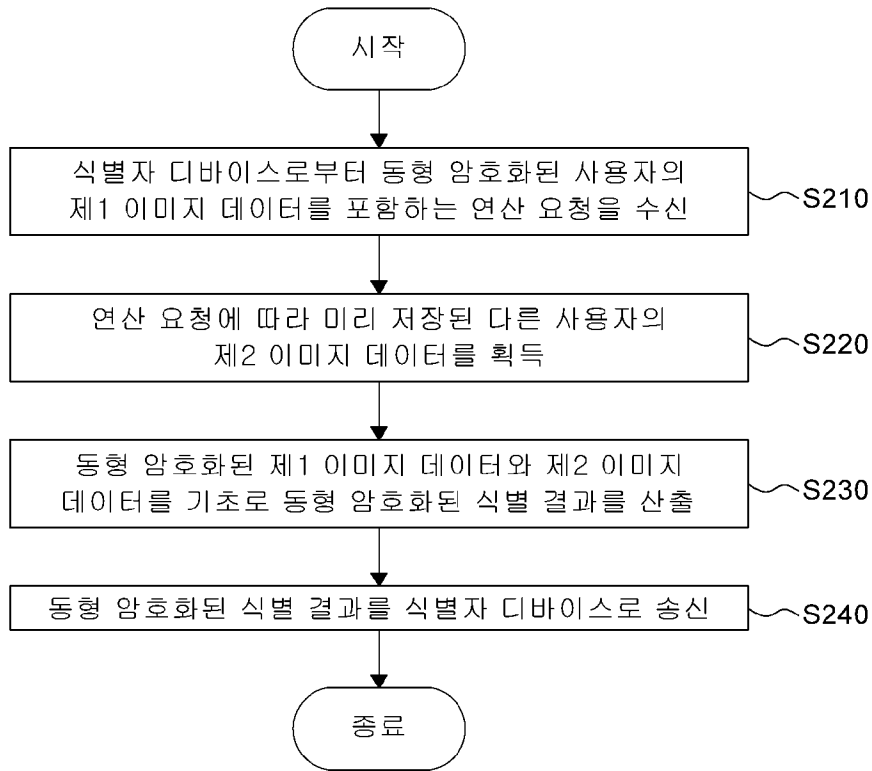 시작
식별자 디바이스로부터 동형 암호화된 사용자의
제1 이미지 데이터를 포함하는 연산 요청을 수신
S210
연산 요청에 따라 미리 저장된 다른 사용자의
제2 이미지 데이터를 획득
S220
동형 암호화된 제1 이미지 데이터와 제2 이미지
데이터를 기초로 동형 암호화된 식별 결과를 산출
S230
동형 암호화된 식별 결과를 식별자 디바이스로 송신
S240
종료